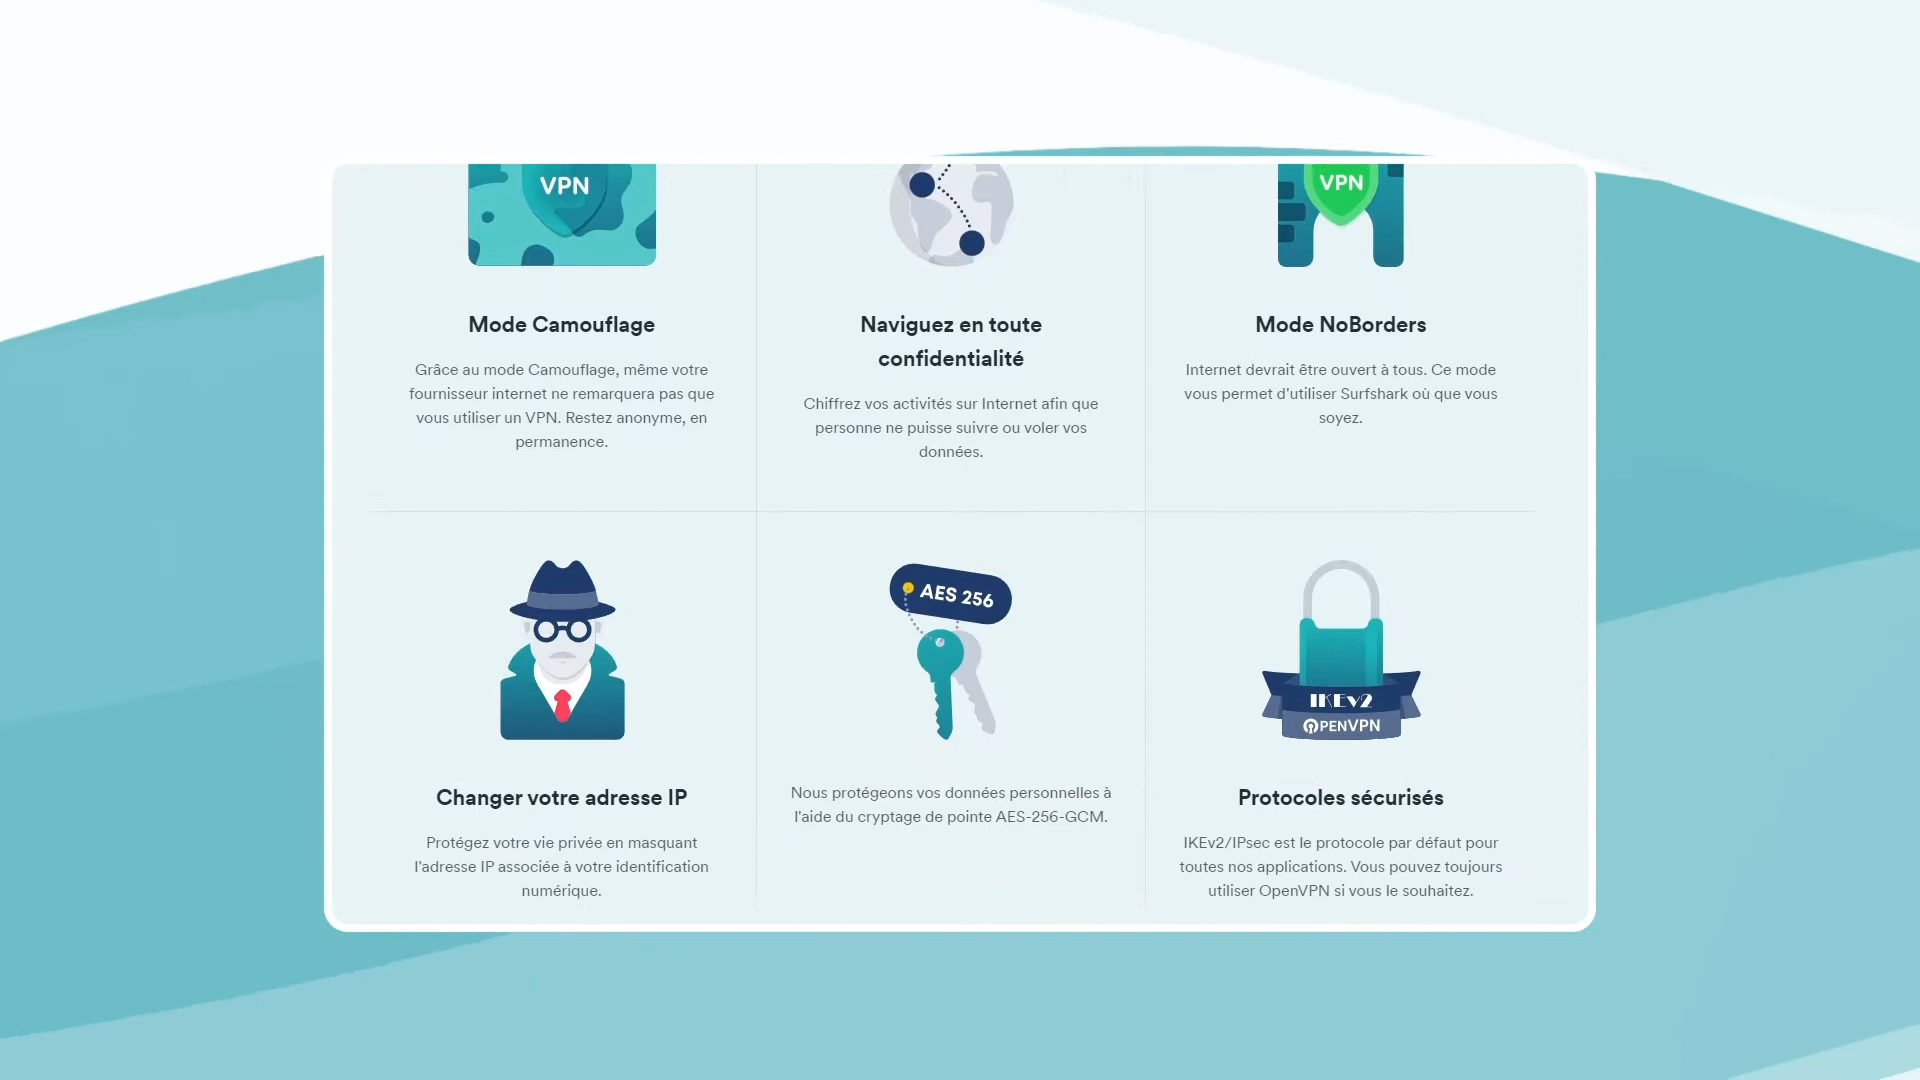 VPN
VPN
Mode Camouflage
Grâce au mode Camouflage, même votre
fournisseur internet ne remarquera pas que
vous utiliser un VPN. Restez anonyme, en
permanence.
Naviguez en toute
confidentialité
Chiffrez vos activités sur Internet afin que
personne ne puisse suivre ou voler vos
données.
Mode NoBorders
Internet devrait être ouvert à tous. Ce mode
vous permet d'utiliser Surfshark où que vous
soyez.
AES 256
IKEv2
OPENVPN
Changer votre adresse IP
Protégez votre vie privée en masquant
l'adresse IP associée à votre identification
numérique.
Nous protégeons vos données personnelles à
l'aide du cryptage de pointe AES-256-GCM.
Protocoles sécurisés
IKEv2/IPsec est le protocole par défaut pour
toutes nos applications. Vous pouvez toujours
utiliser OpenVPN si vous le souhaitez.